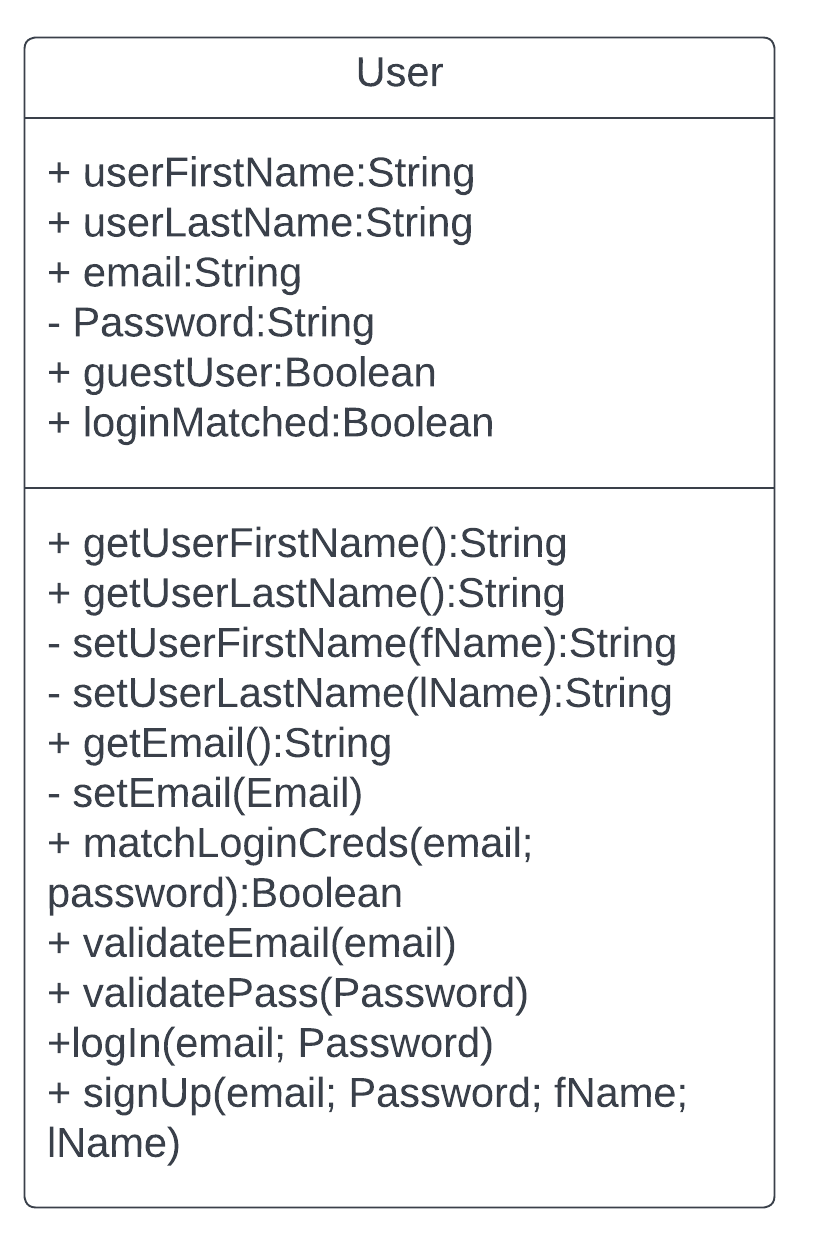 User
+ userFirstName:String
+ userLastName:String
+ email:String
- Password:String
+ guestUser:Boolean
+ loginMatched:Boolean
+ getUserFirstName():String
+ getUserLastName():String
- setUserFirstName(fName):String
- setUserLastName(lName):String
+ getEmail():String
- setEmail(Email)
+ matchLoginCreds(email;
password):Boolean
+ validateEmail(email)
+ validatePass(Password)
+logIn(email; Password)
+ signUp(email; Password; fName;
lName)